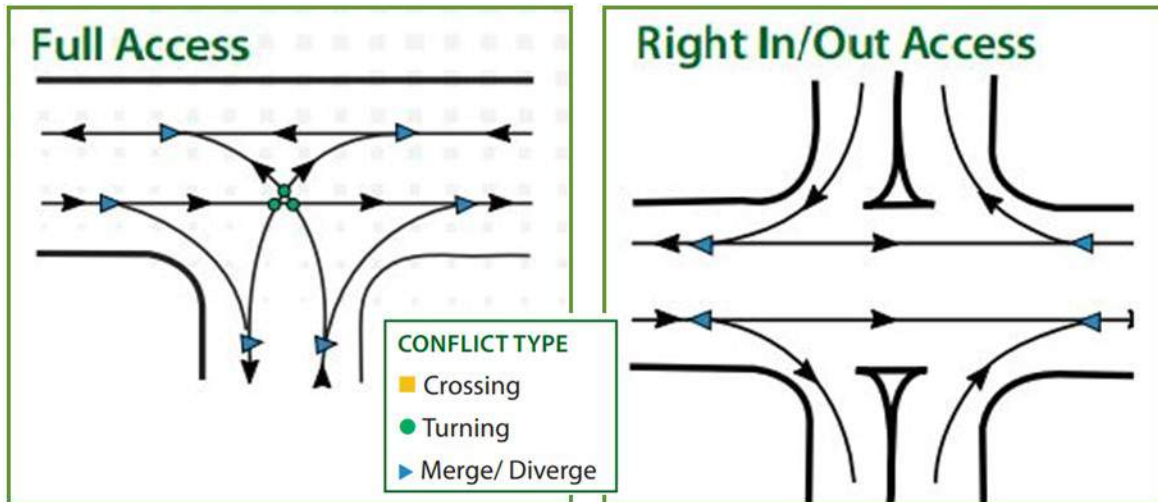 Full Access
Right In/Out Access
CONFLICT TYPE
Crossing
Turning
Merge/ Diverge